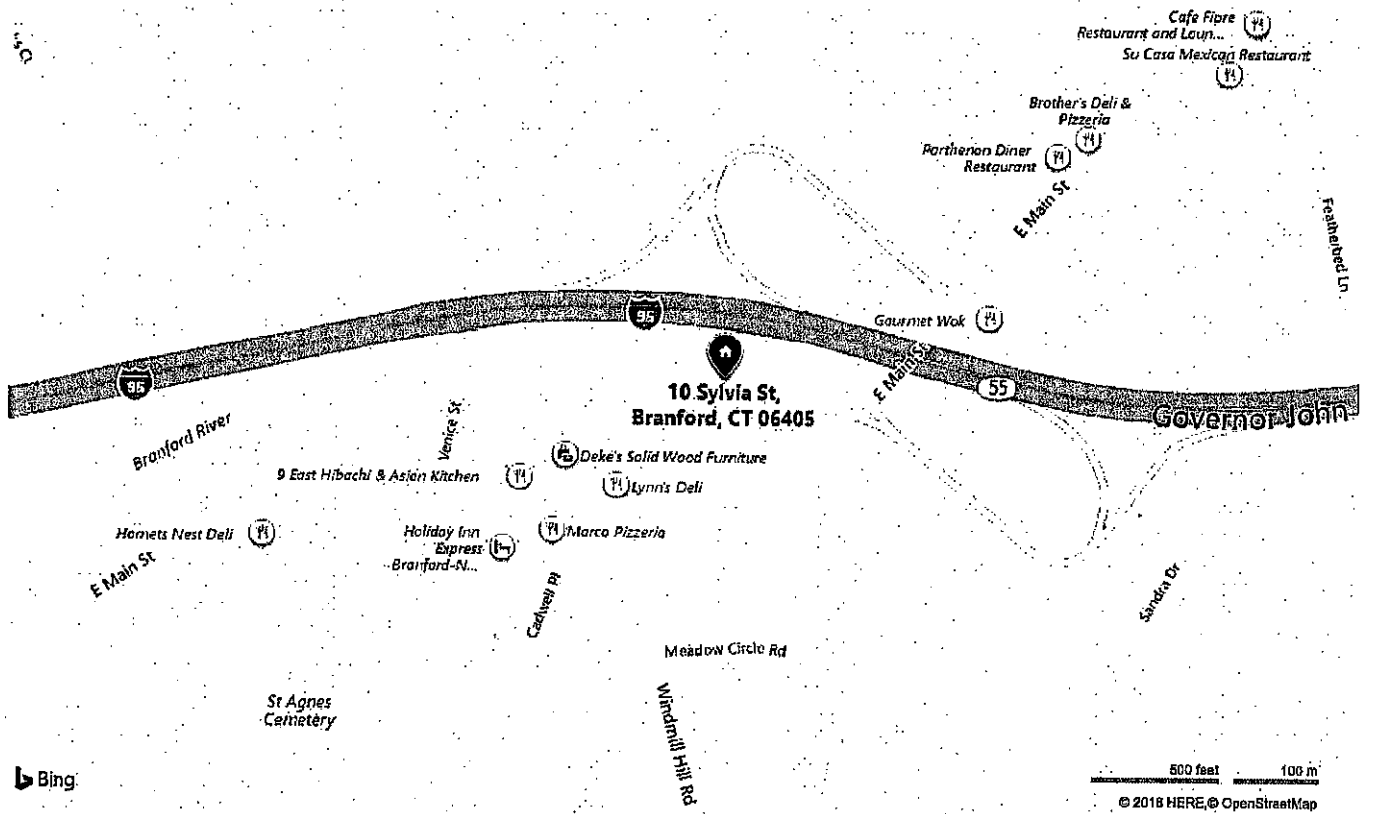 Cafe Fiore
Restaurant and Loun...
Su Casa Mexican Restaurant
Brother's Deli &
Pizzeria
Parthenon Diner
Restaurant
E Main St
Featherbed Ln
95
Gourmet Wok
95
E Main St
55
10 Sylvia St,
Branford, CT 06405
Governor John
Branford River
Venice St
Deke's Solid Wood Furniture
9 East Hibachi & Asian Kitchen
Lynn's Deli
Hornets Nest Deli
Holiday Inn
Express
Branford-N...
Marco Pizzeria
E Main St
Cadwell Pl
Sandra Dr
Meadow Circle Rd
St Agnes
Cemetery
Windmill Hill Rd
Bing
500 feet 100 m
© 2018 HERE,© OpenStreetMap